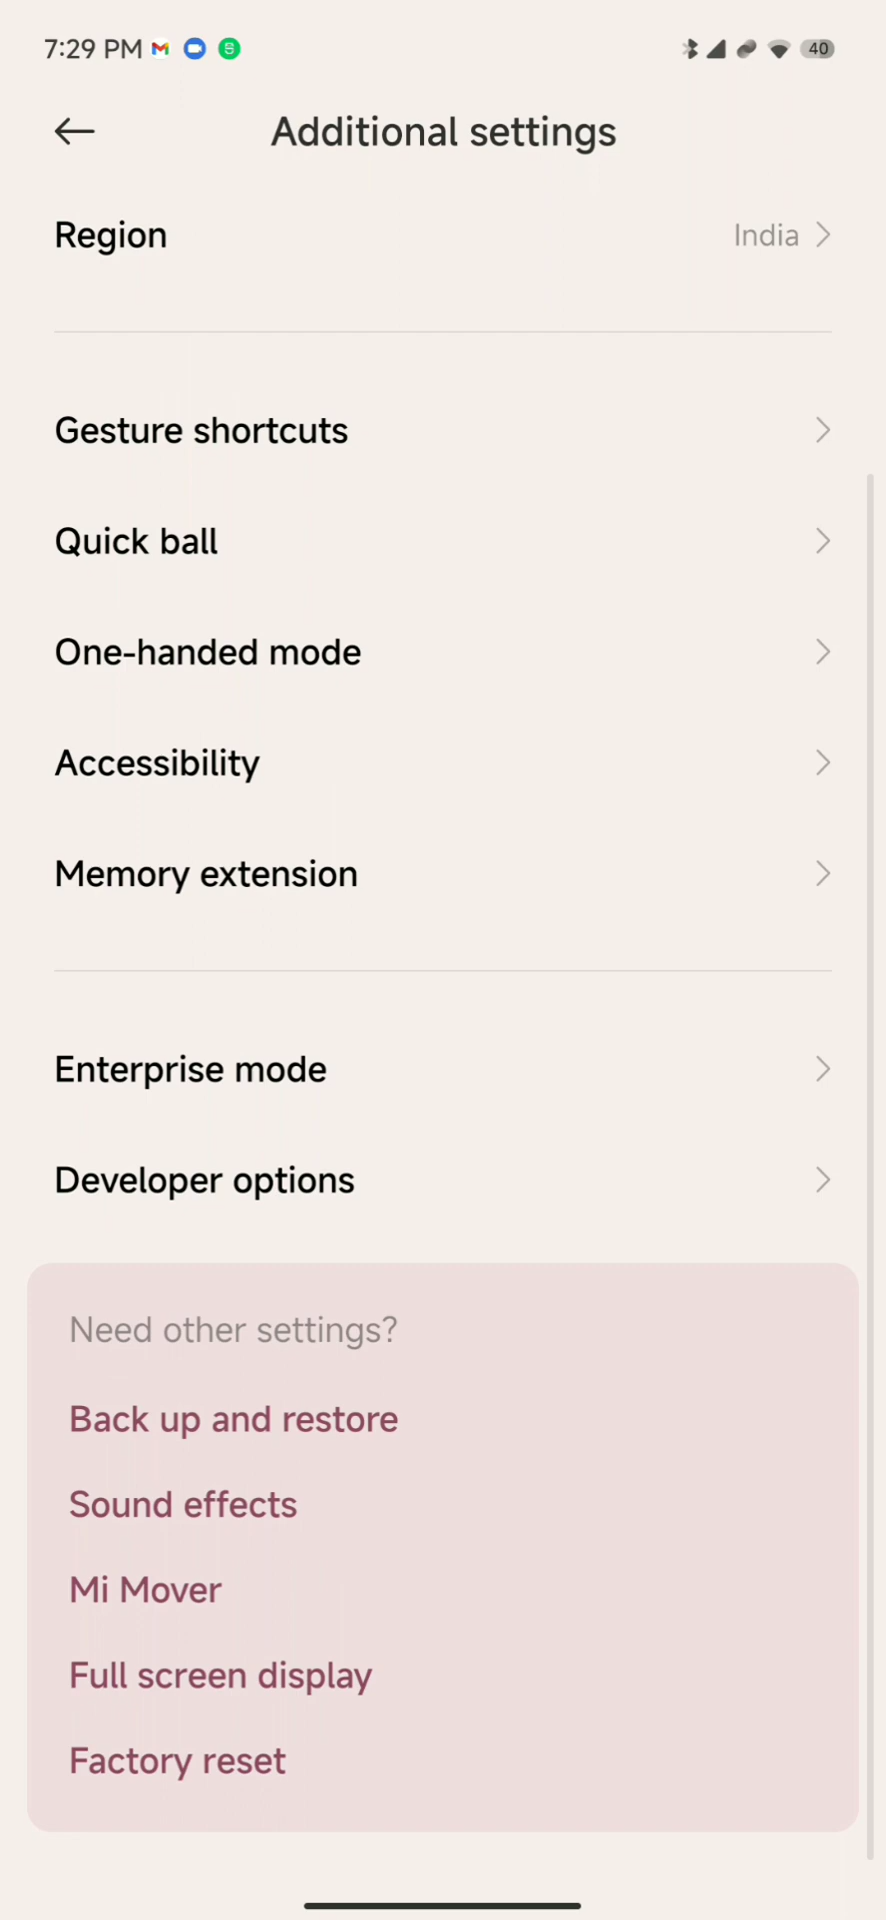 7:29 PM
40
Additional settings
Region India
Gesture shortcuts
Quick ball
One-handed mode
Accessibility
Memory extension
Enterprise mode
Developer options
Need other settings?
Back up and restore
Sound effects
Mi Mover
Full screen display
Factory reset